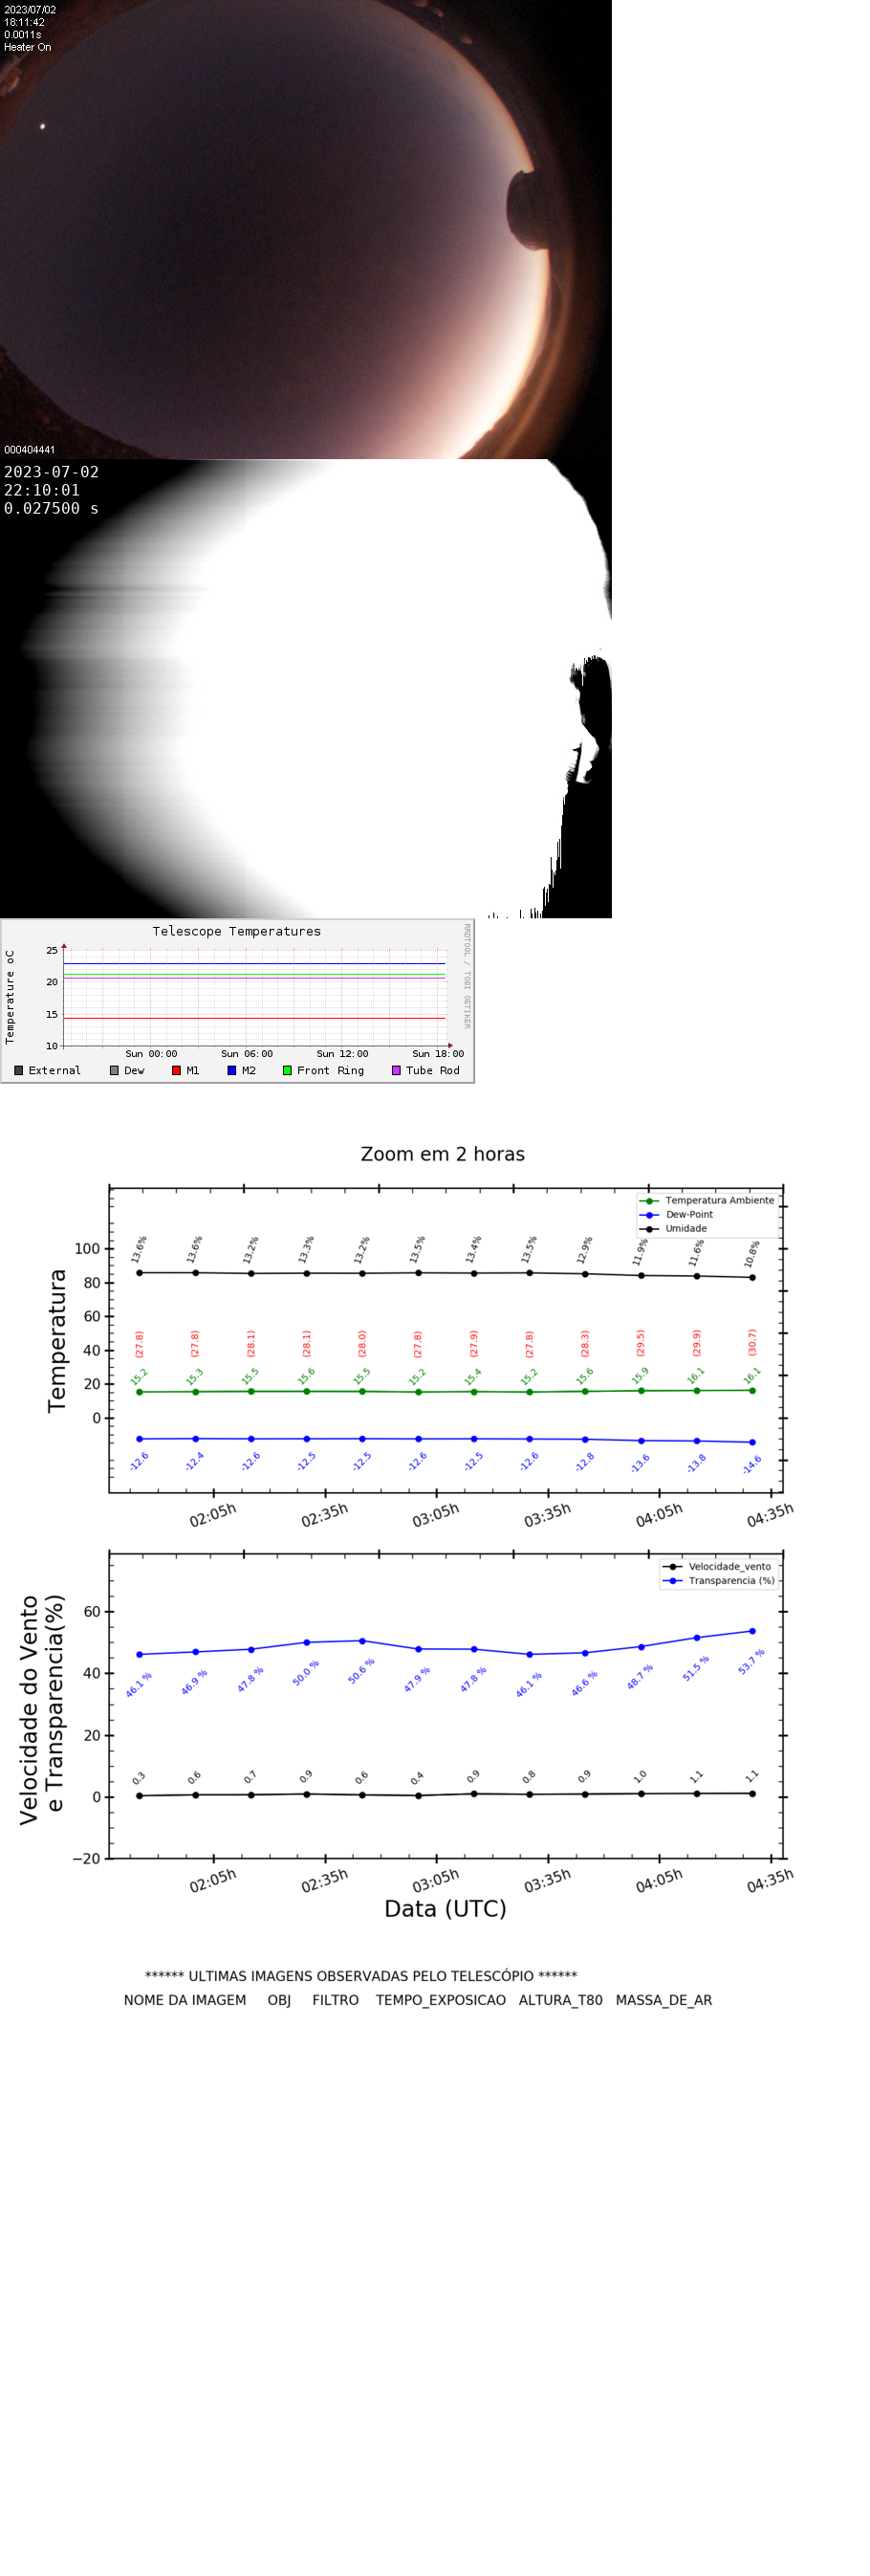 2023/07/02
18:11:42
0.0011s
Heater On
000404441
2023-07-02
22:10:01
0.027500 s
Telescope Temperatures
RRDTOOL / TOBI OETIKER
Temperature oC
25
20
15
10
Sun 00:00 Sun 06:00 Sun 12:00 Sun 18:00
External Dew M1 M2 Front Ring Tube Rod
Zoom em 2 horas
Temperatura Ambiente
Dew-Point
Umidade
Temperatura
100
80
60
40
20
0
13.6% 13.6% 13.2% 13.3% 13.2% 13.5% 13.4% 13.5% 12.9% 11.9% 11.6% 10.8%
(27.8) (27.8) (28.1) (28.1) (28.0) (27.8) (27.9) (27.8) (28.3) (29.5) (29.9) (30.7)
15.2 15.3 15.5 15.6 15.5 15.2 15.4 15.2 15.6 15.9 16.1 16.1
-12.6 -12.4 -12.6 -12.5 -12.5 -12.6 -12.5 -12.6 -12.8 -13.6 -13.8 -14.6
02:05h 02:35h 03:05h 03:35h 04:05h 04:35h
Velocidade_vento
Transparencia (%)
Velocidade do Vento
e Transparencia(%)
60
40
20
0
−20
46.1 % 46.9 % 47.8 % 50.0 % 50.6 % 47.9 % 47.8 % 46.1 % 46.6 % 48.7 % 51.5 % 53.7 %
0.3 0.6 0.7 0.9 0.6 0.4 0.9 0.8 0.9 1.0 1.1 1.1
02:05h 02:35h 03:05h 03:35h 04:05h 04:35h
Data (UTC)
****** ULTIMAS IMAGENS OBSERVADAS PELO TELESCÓPIO ******
NOME DA IMAGEM OBJ FILTRO TEMPO_EXPOSICAO ALTURA_T80 MASSA_DE_AR